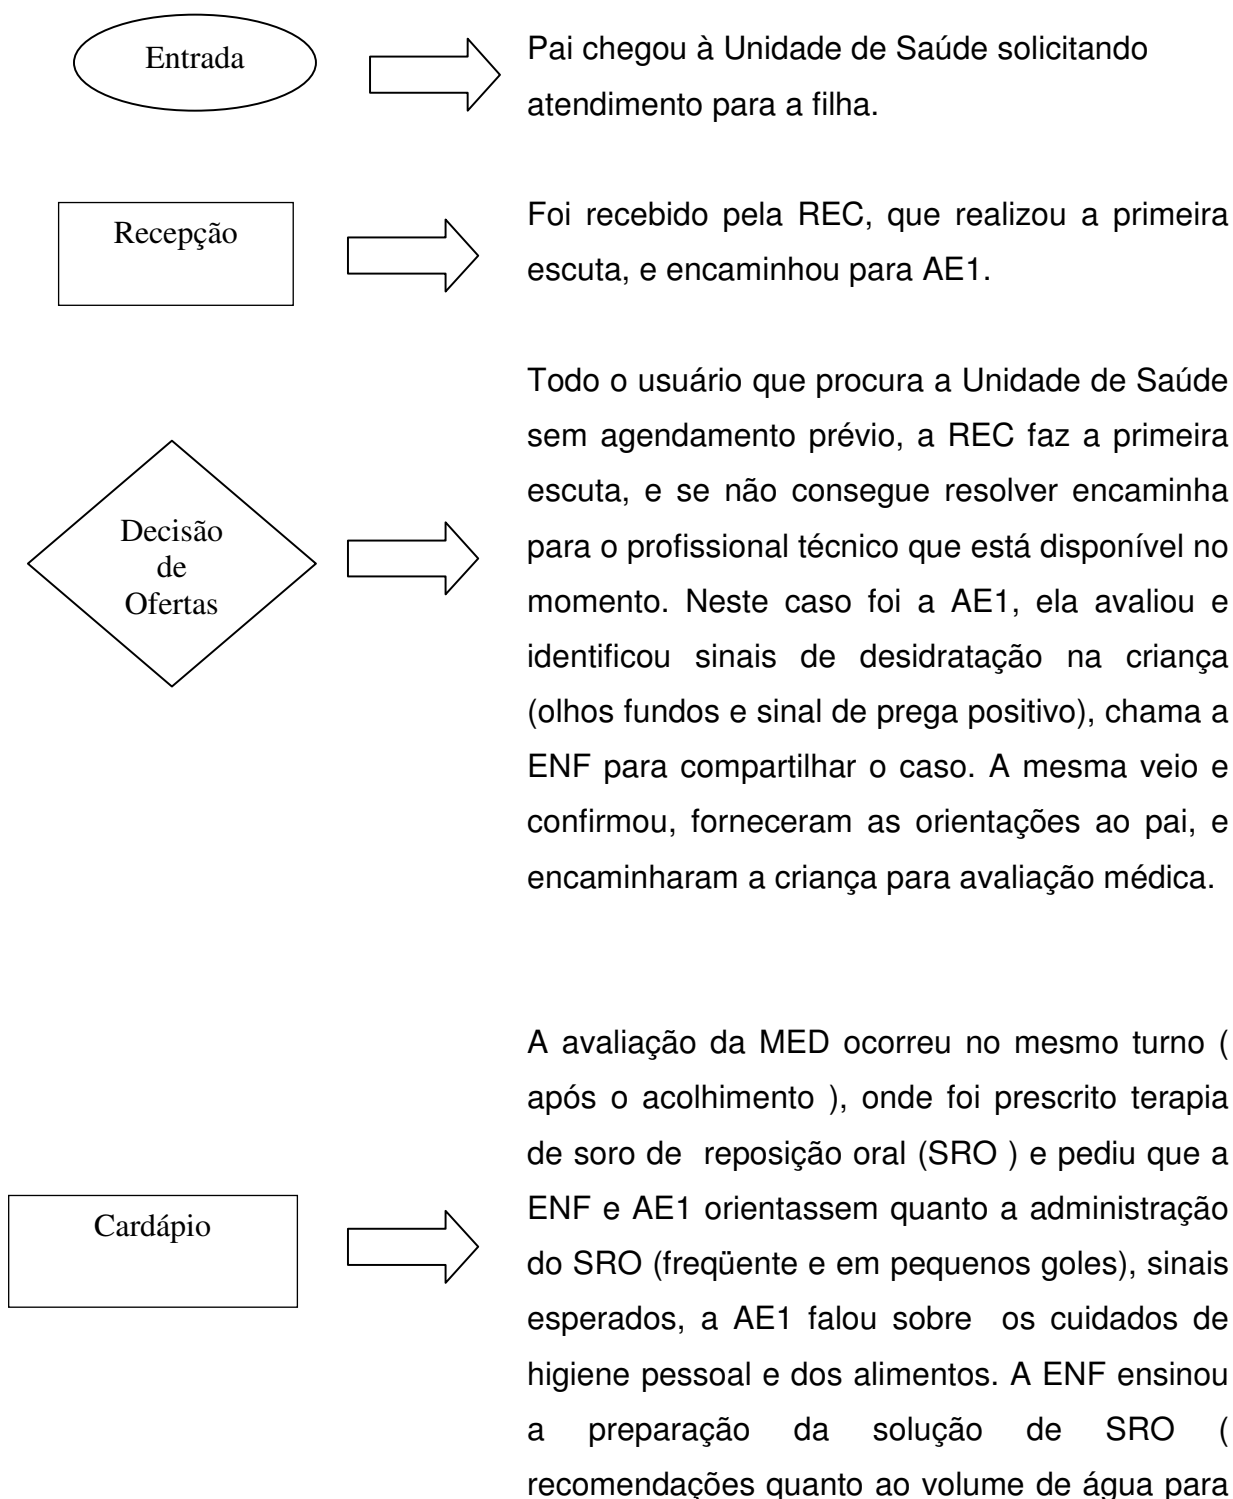 Entrada
Pai chegou à Unidade de Saúde solicitando
atendimento para a filha.
Recepção
Foi recebido pela REC, que realizou a primeira
escuta, e encaminhou para AE1.
Decisão
de
Ofertas
Todo o usuário que procura a Unidade de Saúde
sem agendamento prévio, a REC faz a primeira
escuta, e se não consegue resolver encaminha
para o profissional técnico que está disponível no
momento. Neste caso foi a AE1, ela avaliou e
identificou sinais de desidratação na criança
(olhos fundos e sinal de prega positivo), chama a
ENF para compartilhar o caso. A mesma veio e
confirmou, forneceram as orientações ao pai, e
encaminharam a criança para avaliação médica.
Cardápio
A avaliação da MED ocorreu no mesmo turno (
após o acolhimento ), onde foi prescrito terapia
de soro de reposição oral (SRO ) e pediu que a
ENF e AE1 orientassem quanto a administração
do SRO (freqüente e em pequenos goles), sinais
esperados, a AE1 falou sobre os cuidados de
higiene pessoal e dos alimentos. A ENF ensinou
a preparação da solução de SRO (
recomendações quanto ao volume de água para